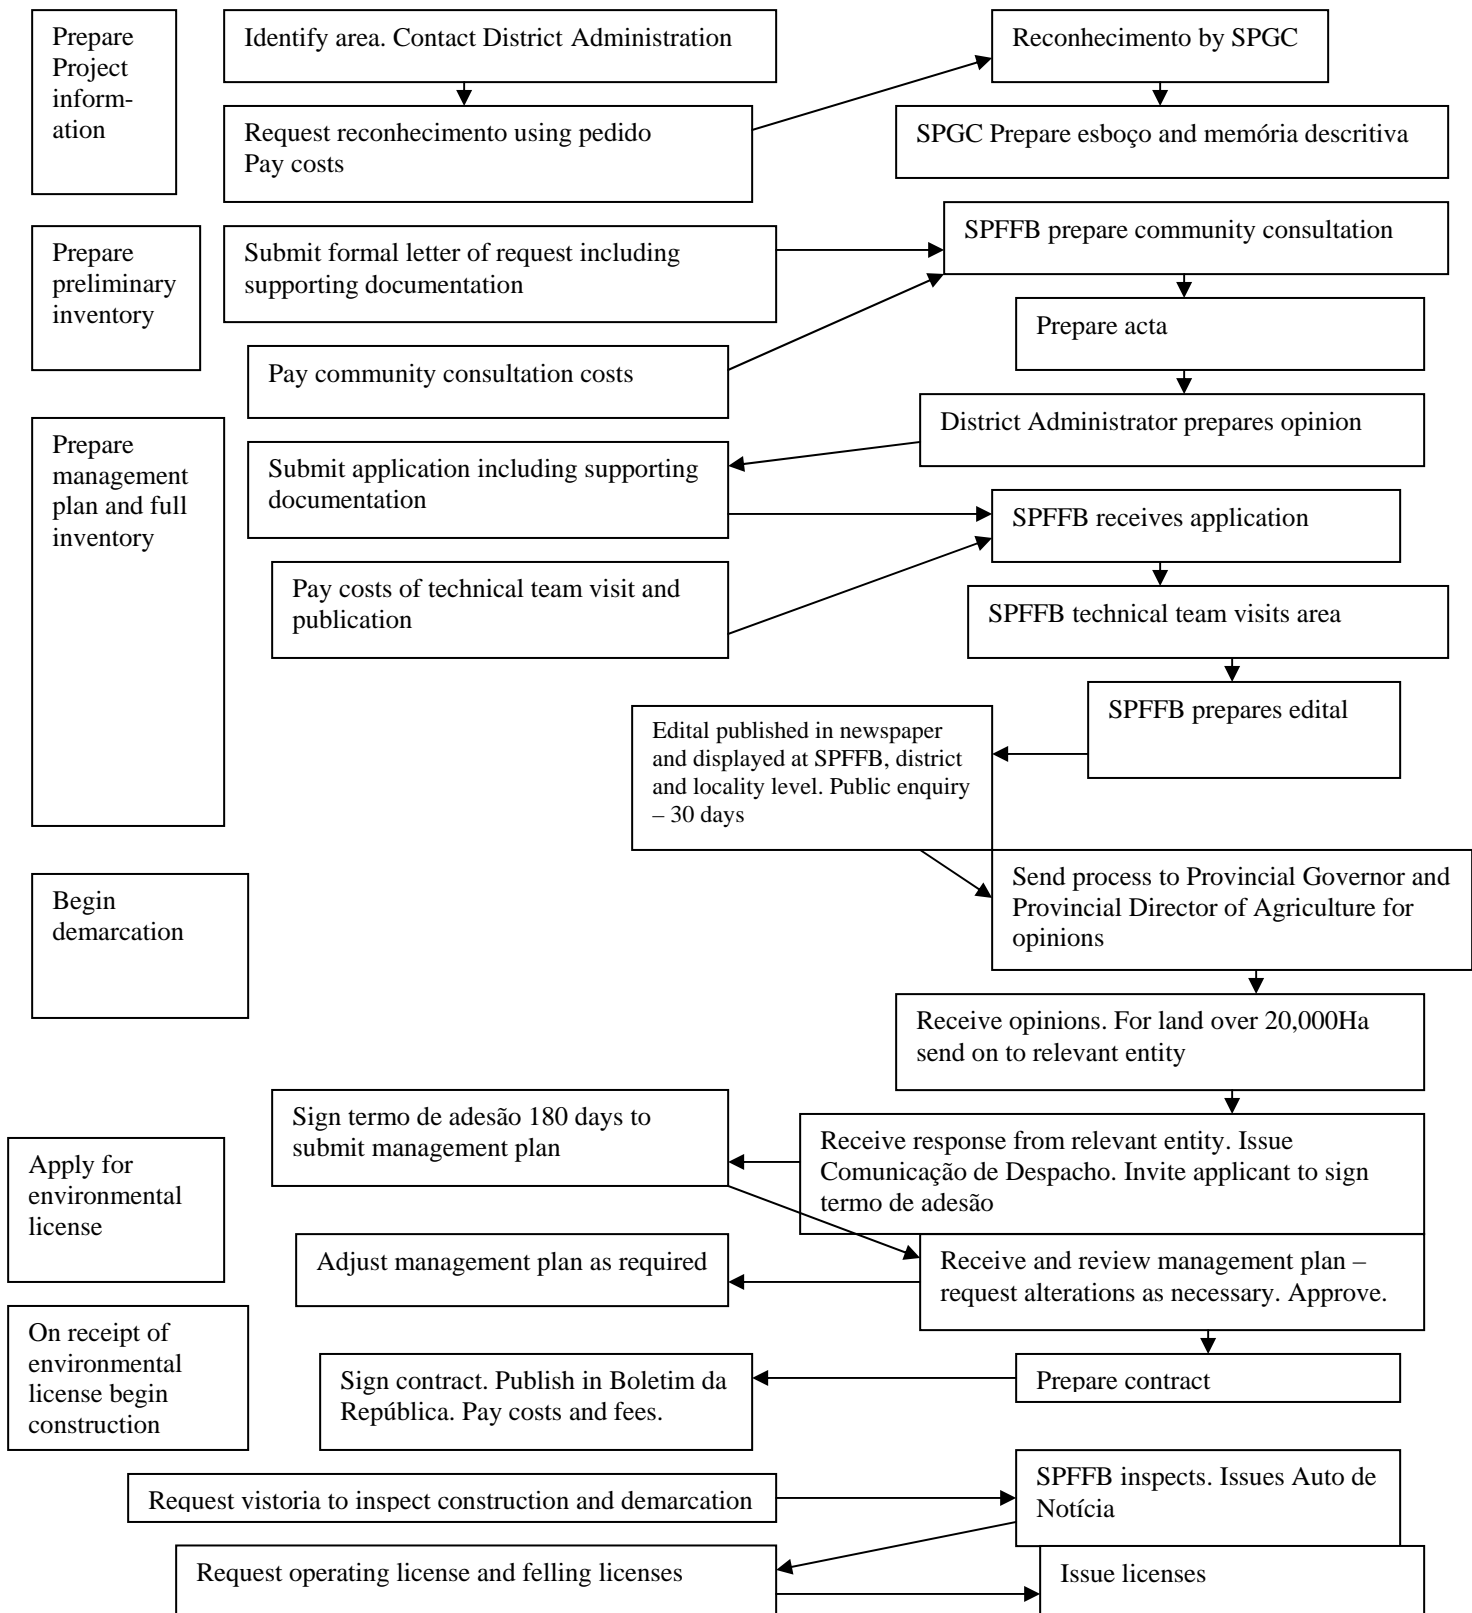 Prepare
Project
inform-
ation
Identify area. Contact District Administration
Reconhecimento by SPGC
Request reconhecimento using pedido
Pay costs
SPGC Prepare esboço and memória descritiva
Prepare
preliminary
inventory
Submit formal letter of request including
supporting documentation
SPFFB prepare community consultation
Prepare acta
Pay community consultation costs
District Administrator prepares opinion
Prepare
management
plan and full
inventory
Submit application including supporting
documentation
SPFFB receives application
Pay costs of technical team visit and
publication
SPFFB technical team visits area
SPFFB prepares edital
Edital published in newspaper
and displayed at SPFFB, district
and locality level. Public enquiry
– 30 days
Send process to Provincial Governor and
Provincial Director of Agriculture for
opinions
Begin
demarcation
Receive opinions. For land over 20,000Ha
send on to relevant entity
Sign termo de adesão 180 days to
submit management plan
Receive response from relevant entity. Issue
Comunicação de Despacho. Invite applicant to sign
termo de adesão
Apply for
environmental
license
Adjust management plan as required
Receive and review management plan –
request alterations as necessary. Approve.
On receipt of
environmental
license begin
construction
Sign contract. Publish in Boletim da
República. Pay costs and fees.
Prepare contract
Request vistoria to inspect construction and demarcation
SPFFB inspects. Issues Auto de
Notícia
Request operating license and felling licenses
Issue licenses